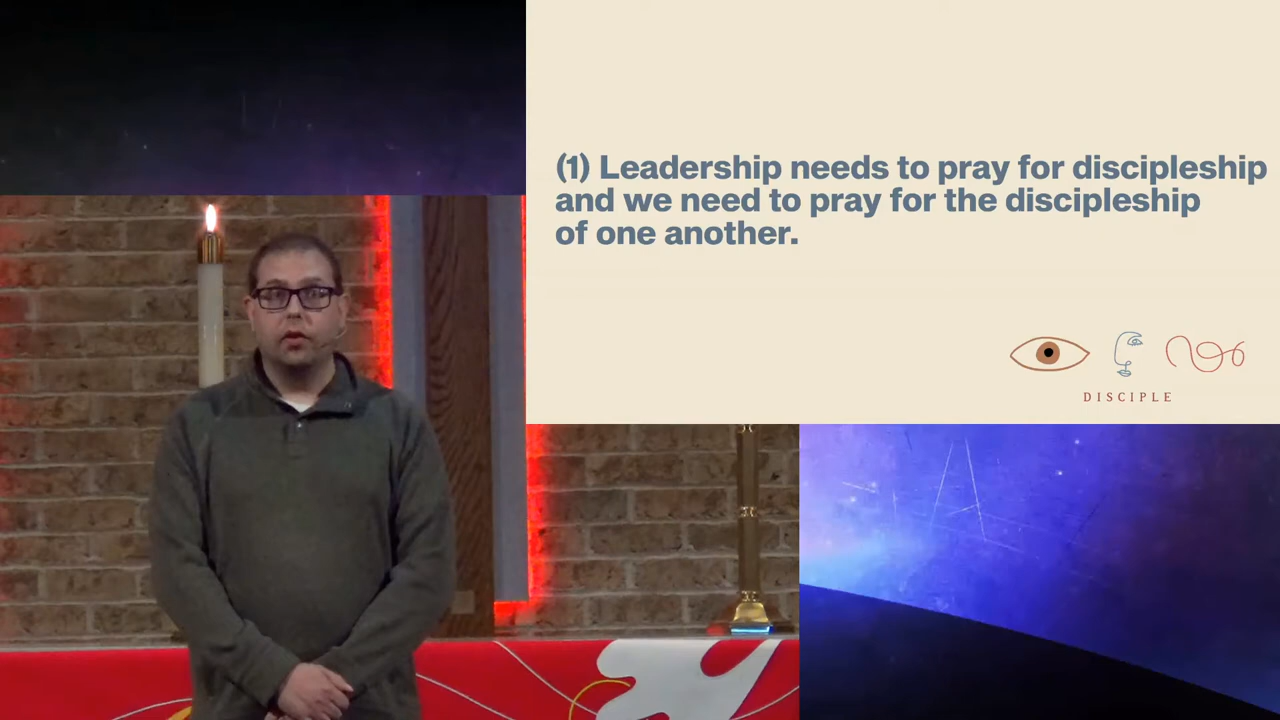 (1) Leadership needs to pray for discipleship
and we need to pray for the discipleship
of one another.
DISCIPLE